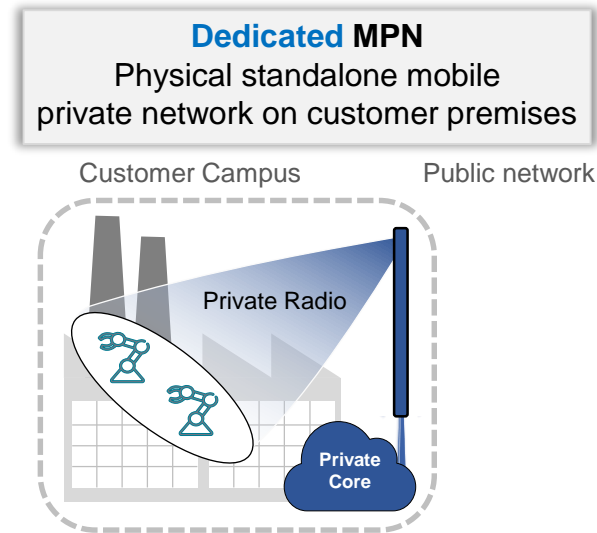 Dedicated MPN
Physical standalone mobile
private network on customer premises
Customer Campus
Public network
Private Radio
Private
Core